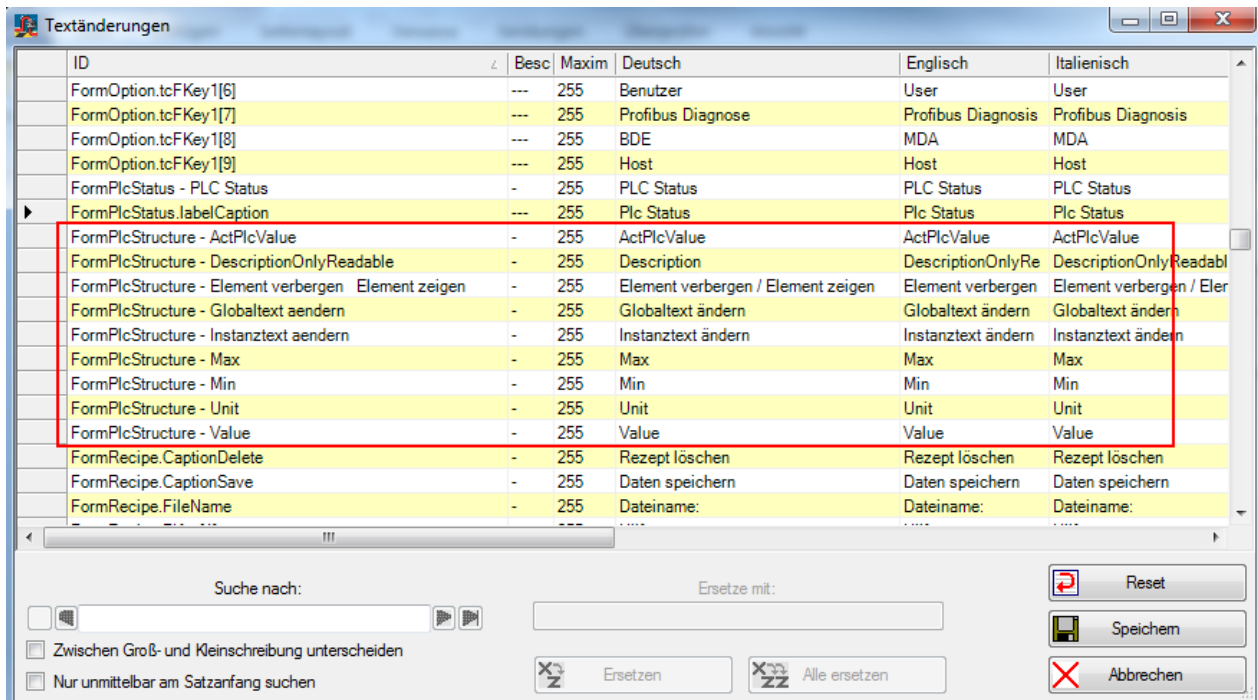 Textänderungen
ID Besc Maxim Deutsch Englisch Italienisch
FormOption.tcFKey1[6] --- 255 Benutzer User User
FormOption.tcFKey1[7] --- 255 Profibus Diagnose Profibus Diagnosis Profibus Diagnosis
FormOption.tcFKey1[8] --- 255 BDE MDA MDA
FormOption.tcFKey1[9] --- 255 Host Host Host
FormPlcStatus - PLC Status - 255 PLC Status PLC Status PLC Status
FormPlcStatus.labelCaption --- 255 Plc Status Plc Status Plc Status
FormPlcStructure - ActPlcValue - 255 ActPlcValue ActPlcValue ActPlcValue
FormPlcStructure - DescriptionOnlyReadable - 255 Description DescriptionOnlyRe DescriptionOnlyReadabl
FormPlcStructure - Element verbergen Element zeigen - 255 Element verbergen / Element zeigen Element verbergen Element verbergen / Eler
FormPlcStructure - Globaltext aendern - 255 Globaltext ändern Globaltext ändern Globaltext ändern
FormPlcStructure - Instanztext aendern - 255 Instanztext ändern Instanztext ändern Instanztext ändern
FormPlcStructure - Max - 255 Max Max Max
FormPlcStructure - Min - 255 Min Min Min
FormPlcStructure - Unit - 255 Unit Unit Unit
FormPlcStructure - Value - 255 Value Value Value
FormRecipe.CaptionDelete - 255 Rezept löschen Rezept löschen Rezept löschen
FormRecipe.CaptionSave - 255 Daten speichern Daten speichern Daten speichern
FormRecipe.FileName - 255 Dateiname: Dateiname: Dateiname:
Suche nach: Ersetze mit: Reset
Speichern
Zwischen Groß- und Kleinschreibung unterscheiden
Nur unmittelbar am Satzanfang suchen Ersetzen Alle ersetzen Abbrechen